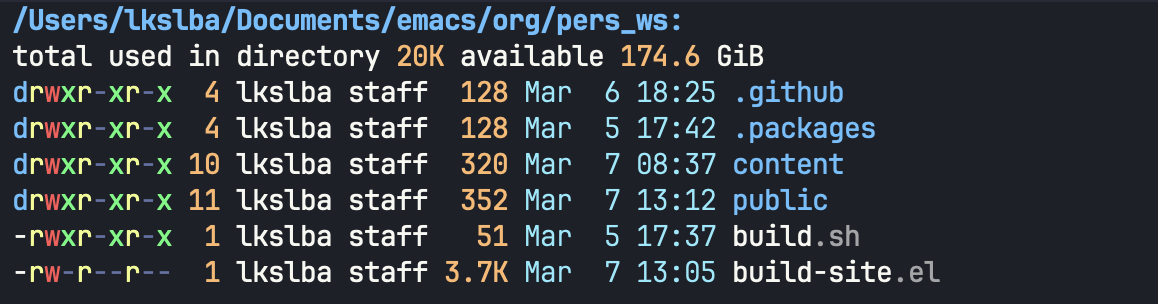 /Users/lkslba/Documents/emacs/org/pers_ws:
total used in directory 20K available 174.6 GiB
drwxr-xr-x  4 lkslba staff  128 Mar  6 18:25 .github
drwxr-xr-x  4 lkslba staff  128 Mar  5 17:42 .packages
drwxr-xr-x 10 lkslba staff  320 Mar  7 08:37 content
drwxr-xr-x 11 lkslba staff  352 Mar  7 13:12 public
-rwxr-xr-x  1 lkslba staff   51 Mar  5 17:37 build.sh
-rw-r--r--  1 lkslba staff 3.7K Mar  7 13:05 build-site.el